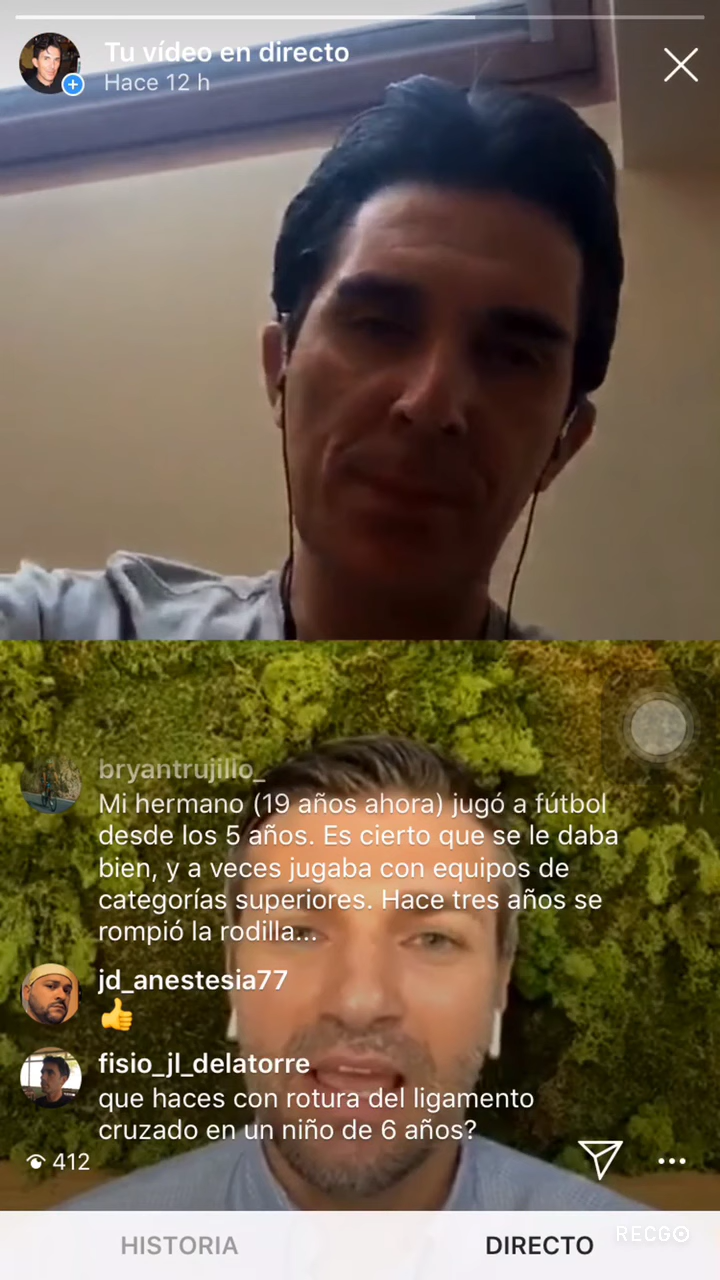 Tu vídeo en directo
Hace 12 h
bryantrujillo_
Mi hermano (19 años ahora) jugó a fútbol
desde los 5 años. Es cierto que se le daba
bien, y a veces jugaba con equipos de
categorías superiores. Hace tres años se
rompió la rodilla...
jd_anestesia77
👍
fisio_jl_delatorre
que haces con rotura del ligamento
cruzado en un niño de 6 años?
412
HISTORIA
DIRECTO
RECGO